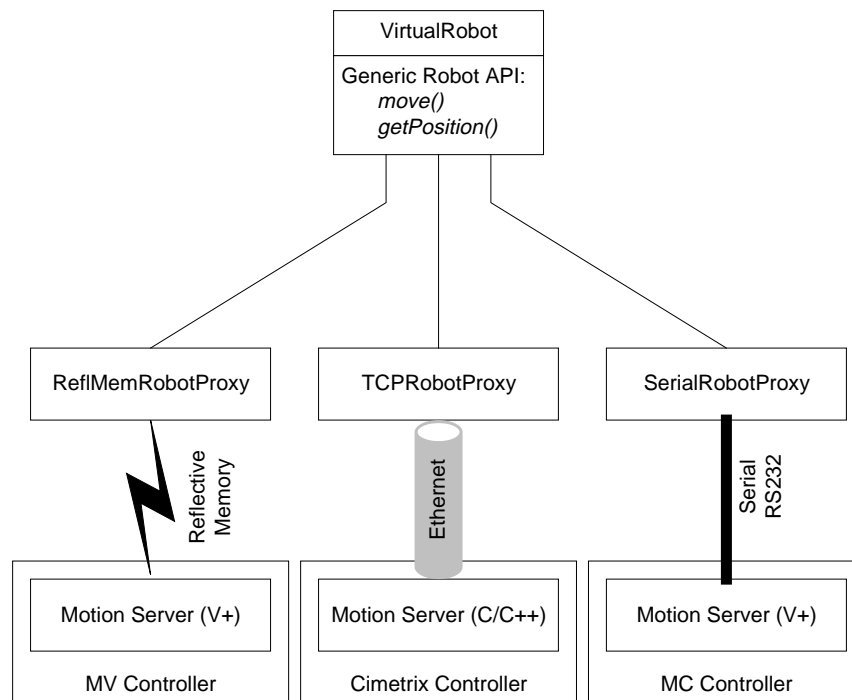 VirtualRobot
Generic Robot API:
move()
getPosition()
ReflMemRobotProxy
TCPRobotProxy
SerialRobotProxy
Reflective
Memory
Ethernet
Serial
RS232
Motion Server (V+)
Motion Server (C/C++)
Motion Server (V+)
MV Controller
Cimetrix Controller
MC Controller